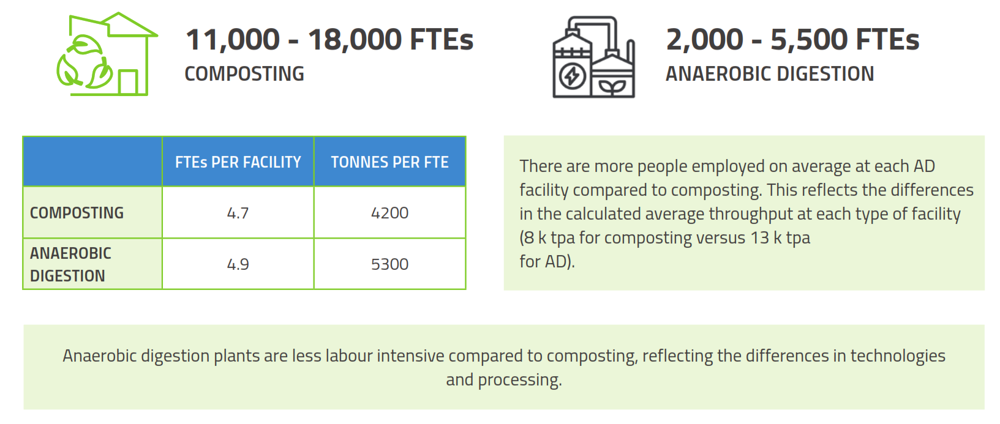 11,000 - 18,000 FTEs
COMPOSTING
2,000 - 5,500 FTEs
ANAEROBIC DIGESTION
FTEs PER FACILITY TONNES PER FTE
COMPOSTING 4.7 4200
ANAEROBIC
DIGESTION 4.9 5300
There are more people employed on average at each AD
facility compared to composting. This reflects the differences
in the calculated average throughput at each type of facility
(8 k tpa for composting versus 13 k tpa
for AD).
Anaerobic digestion plants are less labour intensive compared to composting, reflecting the differences in technologies
and processing.